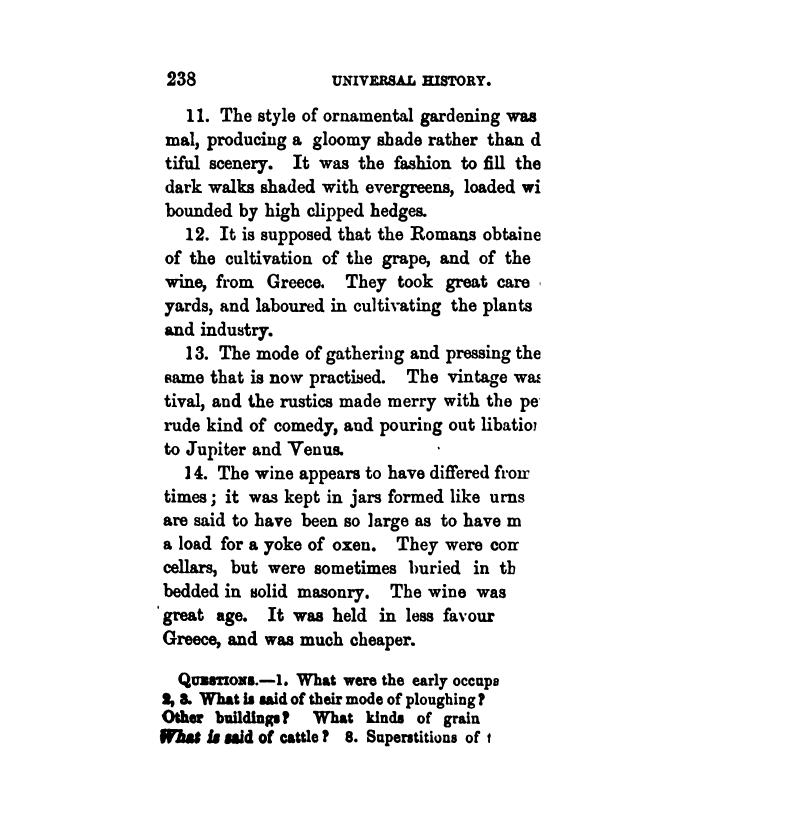 238 UNIVERSAL HISTORY.
11. The style of ornamental gardening was
mal, producing a gloomy shade rather than d
tiful scenery. It was the fashion to fill the
dark walks shaded with evergreens, loaded wi
bounded by high clipped hedges.
12. It is supposed that the Romans obtaine
of the cultivation of the grape, and of the
wine, from Greece. They took great care
yards, and laboured in cultivating the plants
and industry.
13. The mode of gathering and pressing the
same that is now practised. The vintage was
tival, and the rustics made merry with the pe
rude kind of comedy, and pouring out libatio
to Jupiter and Venus.
14. The wine appears to have differed from
times; it was kept in jars formed like urns
are said to have been so large as to have m
a load for a yoke of oxen. They were com
cellars, but were sometimes buried in th
bedded in solid masonry. The wine was
great age. It was held in less favour
Greece, and was much cheaper.
QUESTIONS.—1. What were the early occupa
2, 3. What is said of their mode of ploughing?
Other buildings? What kinds of grain
What is said of cattle? 8. Superstitions of t